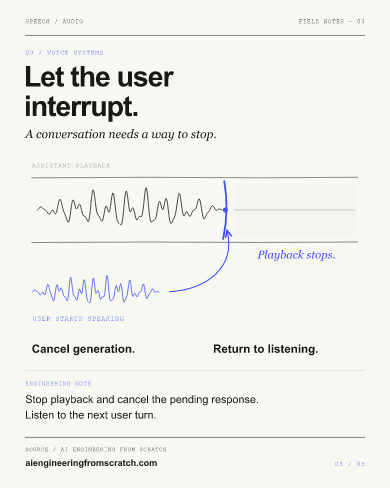 SPEECH / AUDIO
FIELD NOTES — 03
03 / VOICE SYSTEMS
Let the user
interrupt.
A conversation needs a way to stop.
ASSISTANT PLAYBACK
Playback stops.
USER STARTS SPEAKING
Cancel generation.
Return to listening.
ENGINEERING NOTE
Stop playback and cancel the pending response.
Listen to the next user turn.
SOURCE / AI ENGINEERING FROM SCRATCH
aiengineeringfromscratch.com